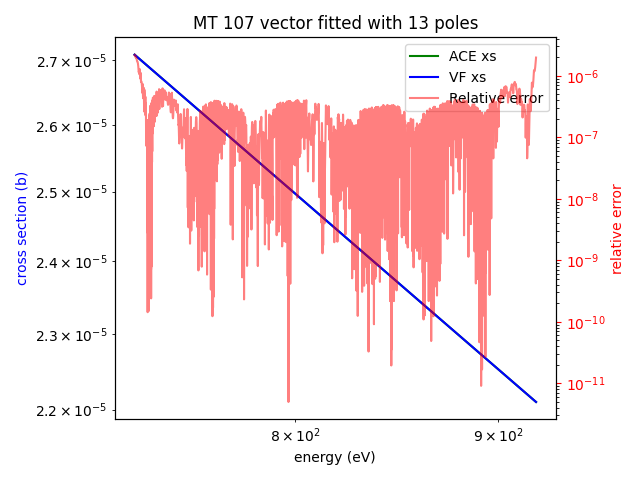 MT 107 vector fitted with 13 poles
ACE xs
VF xs
Relative error
2.7 × 10⁻⁵
2.6 × 10⁻⁵
2.5 × 10⁻⁵
2.4 × 10⁻⁵
2.3 × 10⁻⁵
2.2 × 10⁻⁵
cross section (b)
10⁻⁶
10⁻⁷
10⁻⁸
10⁻⁹
10⁻¹⁰
10⁻¹¹
relative error
8 × 10² 9 × 10²
energy (eV)